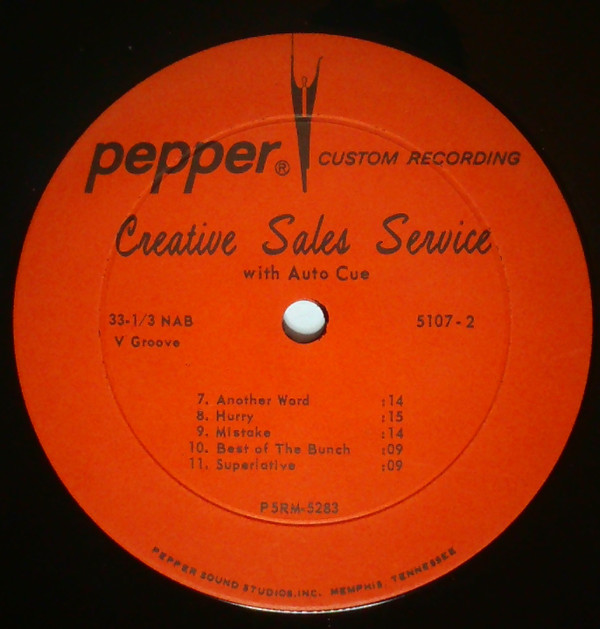 pepper® CUSTOM RECORDING
Creative Sales Service
with Auto Cue
33-1/3 NAB 5107-2
V Groove
7. Another Word :14
8. Hurry :15
9. Mistake :14
10. Best of The Bunch :09
11. Superlative :09
P5RM-5283
PEPPER SOUND STUDIOS, INC. MEMPHIS, TENNESSEE